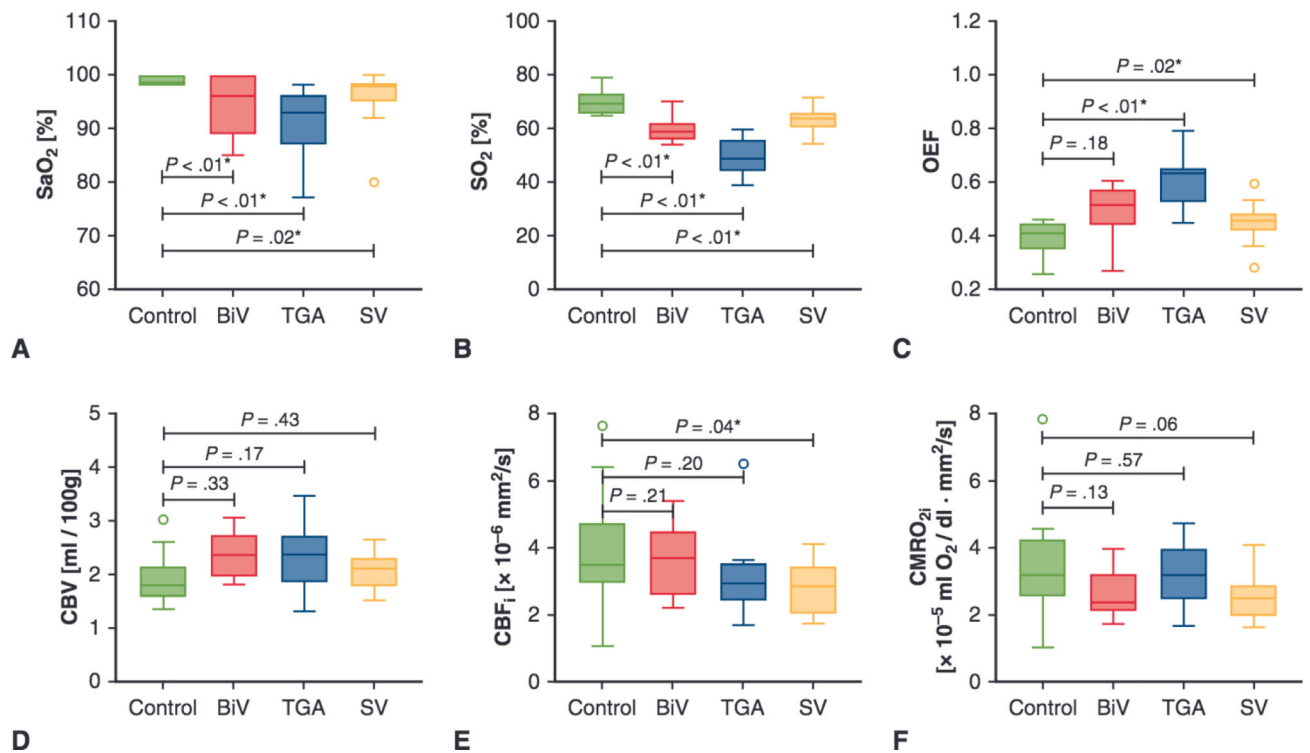 110
100
90
80
70
60
SaO2 [%]
P < .01*
P < .01*
P = .02*
Control BiV TGA SV
A
100
80
60
40
20
0
SO2 [%]
P < .01*
P < .01*
P < .01*
Control BiV TGA SV
B
1.2
1.0
0.8
0.6
0.4
0.2
OEF
P = .02*
P < .01*
P = .18
Control BiV TGA SV
C
5
4
3
2
1
0
CBV [ml / 100g]
P = .43
P = .17
P = .33
Control BiV TGA SV
D
8
6
4
2
0
CBFi [× 10−6 mm2/s]
P = .04*
P = .20
P = .21
Control BiV TGA SV
E
8
6
4
2
0
CMRO2i
[× 10−5 ml O2 / dl · mm2/s]
P = .06
P = .57
P = .13
Control BiV TGA SV
F